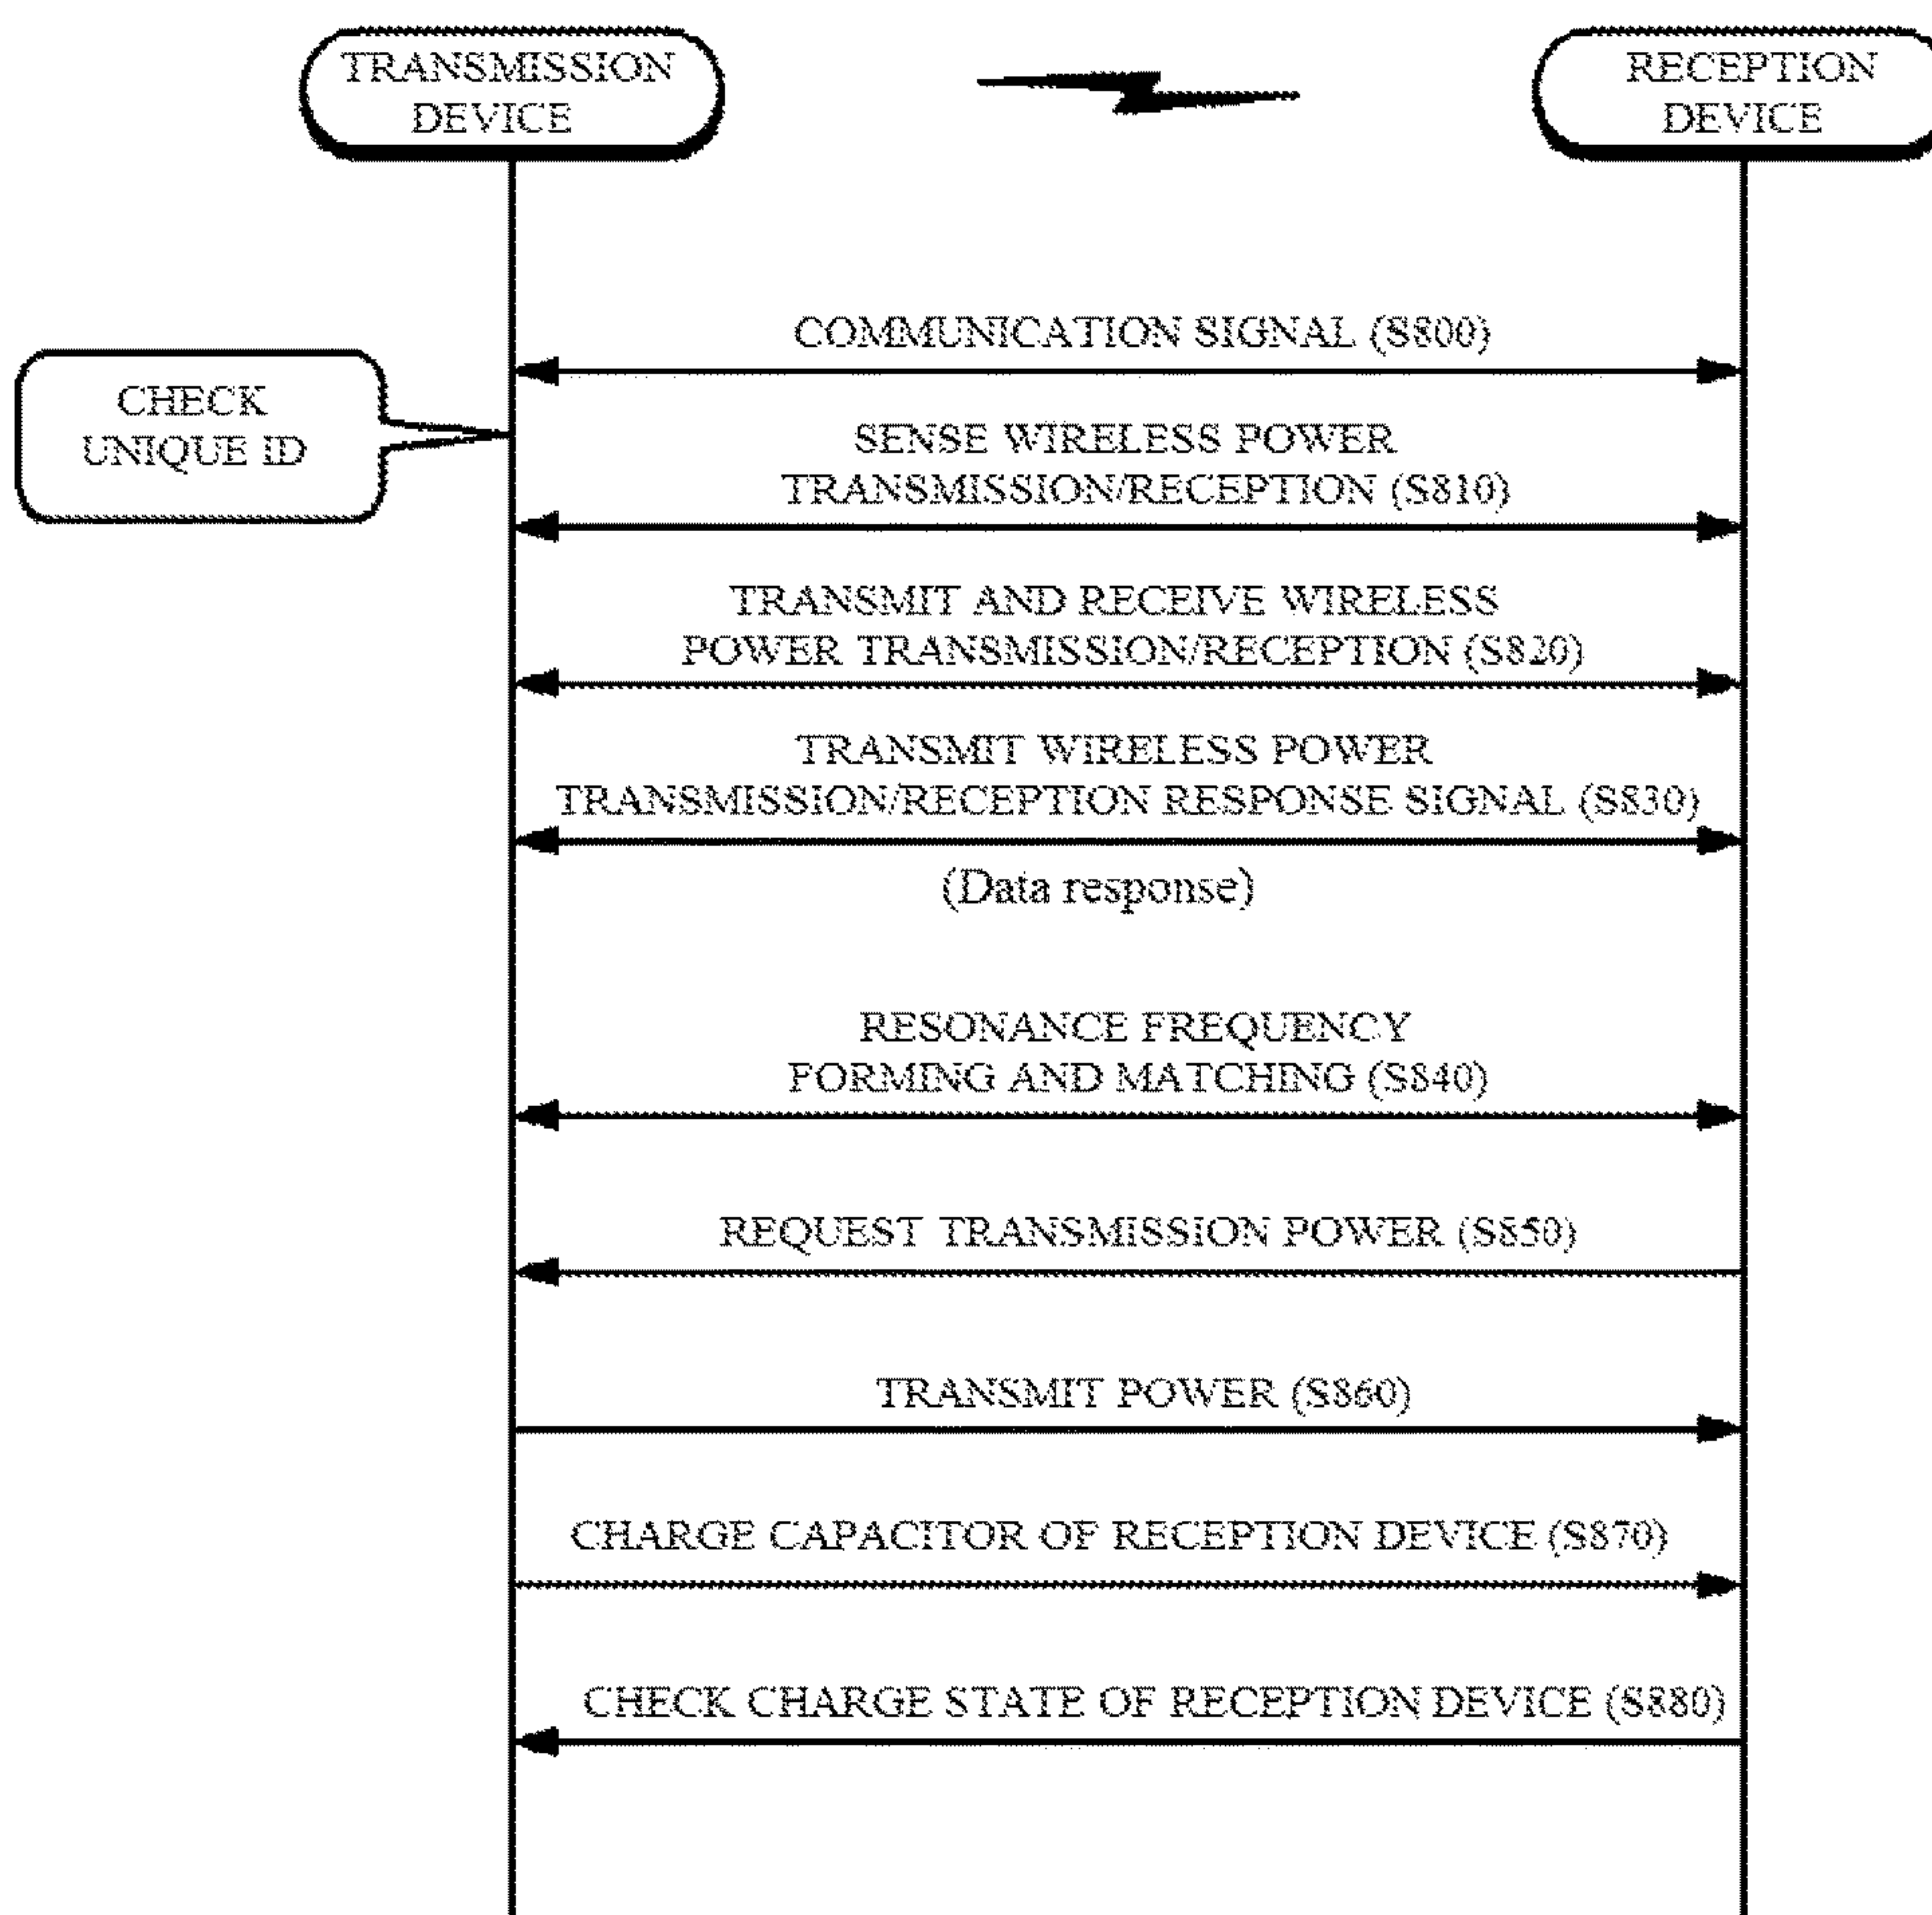 TRANSMISSION
DEVICE
RECEPTION
DEVICE
COMMUNICATION SIGNAL (S800)
CHECK
UNIQUE ID
SENSE WIRELESS POWER
TRANSMISSION/RECEPTION (S810)
TRANSMIT AND RECEIVE WIRELESS
POWER TRANSMISSION/RECEPTION (S820)
TRANSMIT WIRELESS POWER
TRANSMISSION/RECEPTION RESPONSE SIGNAL (S830)
(Data response)
RESONANCE FREQUENCY
FORMING AND MATCHING (S840)
REQUEST TRANSMISSION POWER (S850)
TRANSMIT POWER (S860)
CHARGE CAPACITOR OF RECEPTION DEVICE (S870)
CHECK CHARGE STATE OF RECEPTION DEVICE (S880)